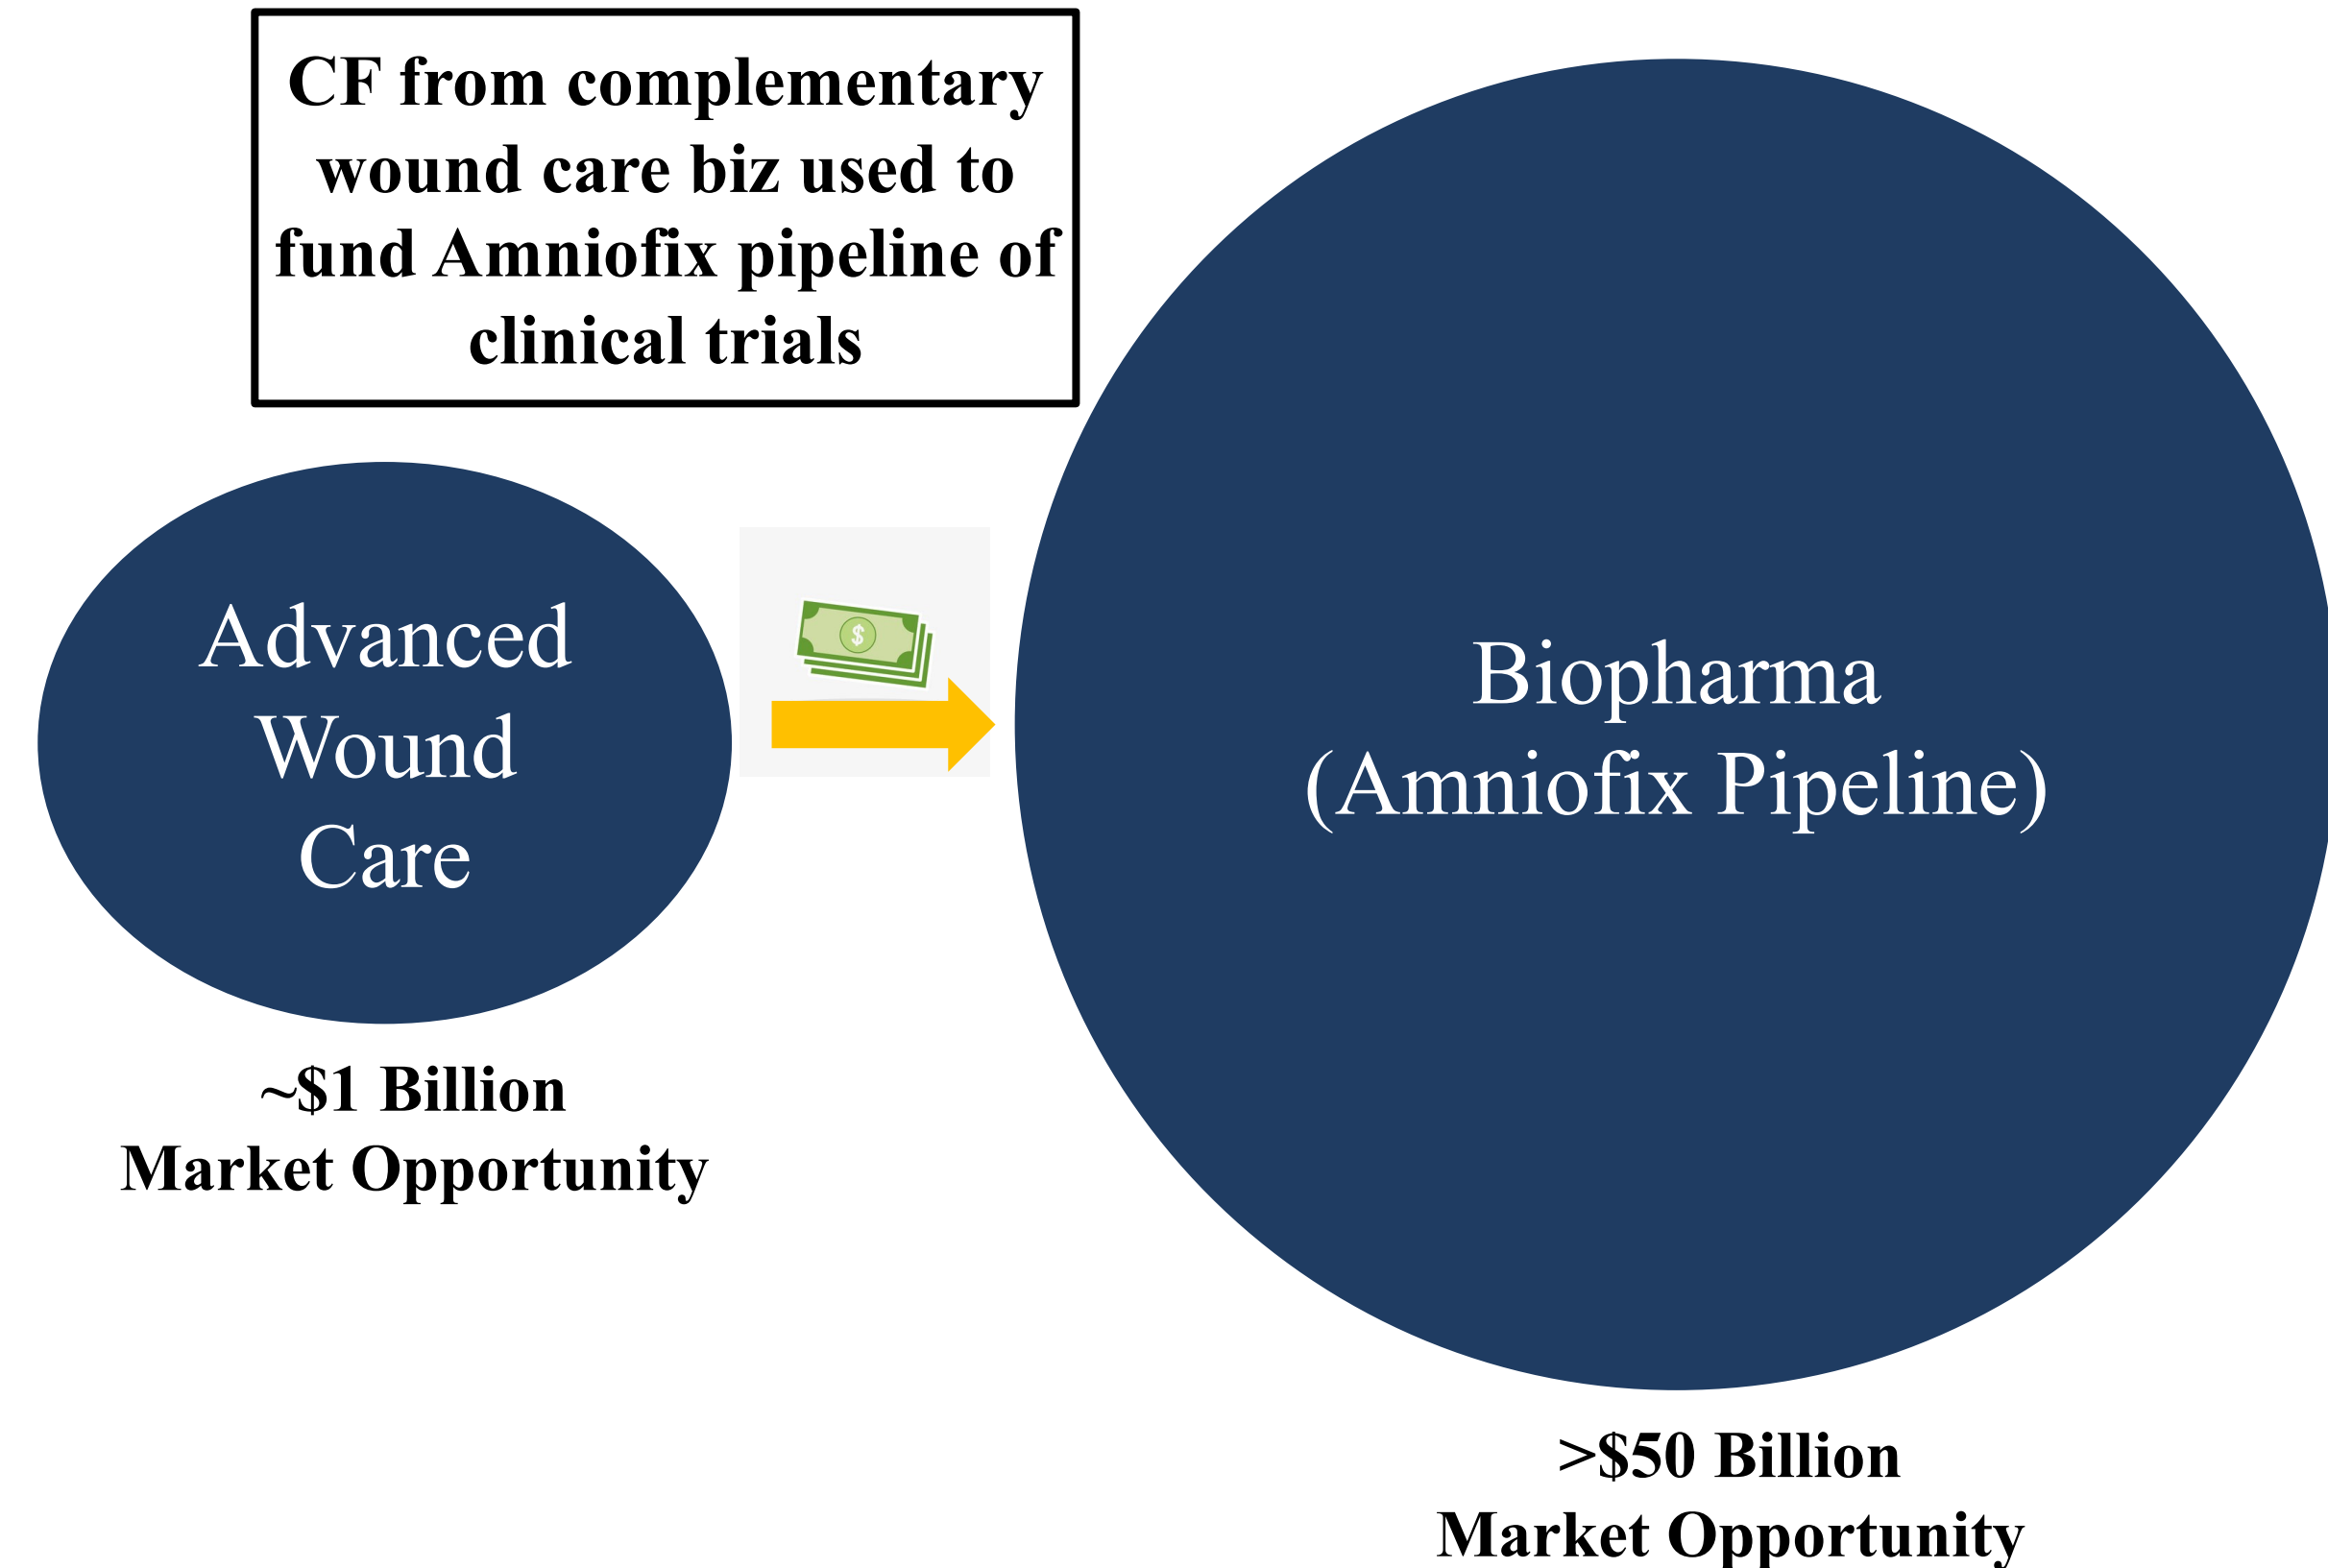 CF from complementary
wound care biz used to
fund Amniofix pipeline of
clinical trials
Advanced
Wound
Care
$
Biopharma
(Amniofix Pipeline)
~$1 Billion
Market Opportunity
>$50 Billion
Market Opportunity